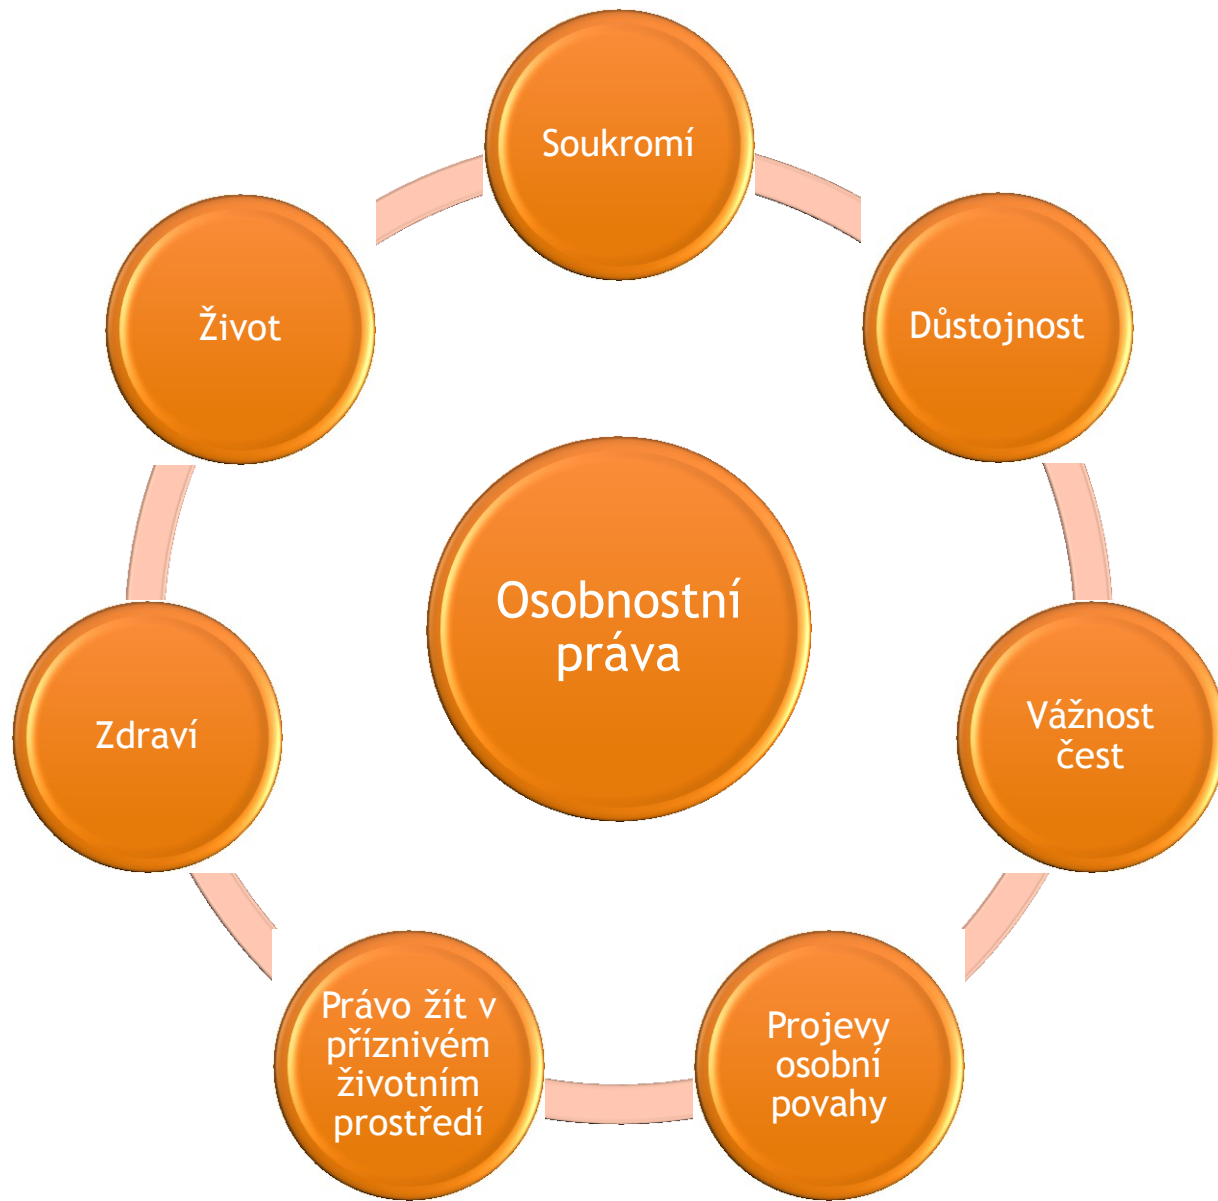 Soukromí
Život
Důstojnost
Osobnostní
práva
Zdraví
Vážnost
čest
Právo žít v
příznivém
životním
prostředí
Projevy
osobní
povahy